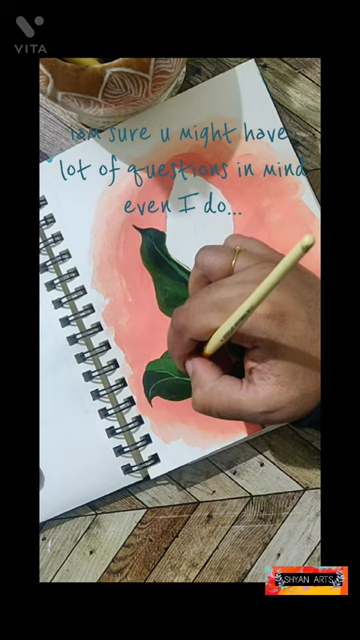 VITA
iam sure u might have
lot of questions in mind
even I do...
SHYAN ARTS